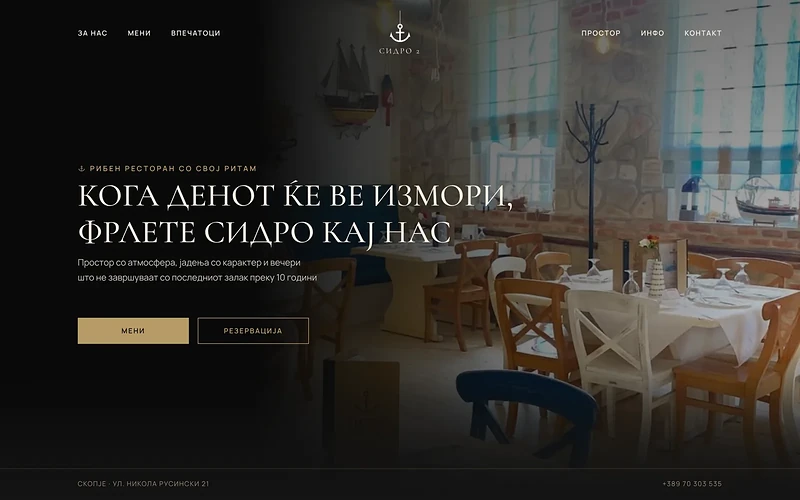 ЗА НАС
МЕНИ
ВПЕЧАТОЦИ
СИДРО 2
ПРОСТОР
ИНФО
КОНТАКТ
РИБЕН РЕСТОРАН СО СВОЈ РИТАМ
КОГА ДЕНОТ ЌЕ ВЕ ИЗМОРИ,
ФРЛЕТЕ СИДРО КАЈ НАС
Простор со атмосфера, јадења со карактер и вечери
што не завршуваат со последниот залак преку 10 години
МЕНИ
РЕЗЕРВАЦИЈА
СКОПЈЕ · УЛ. НИКОЛА РУСИНСКИ 21
+389 70 303 535